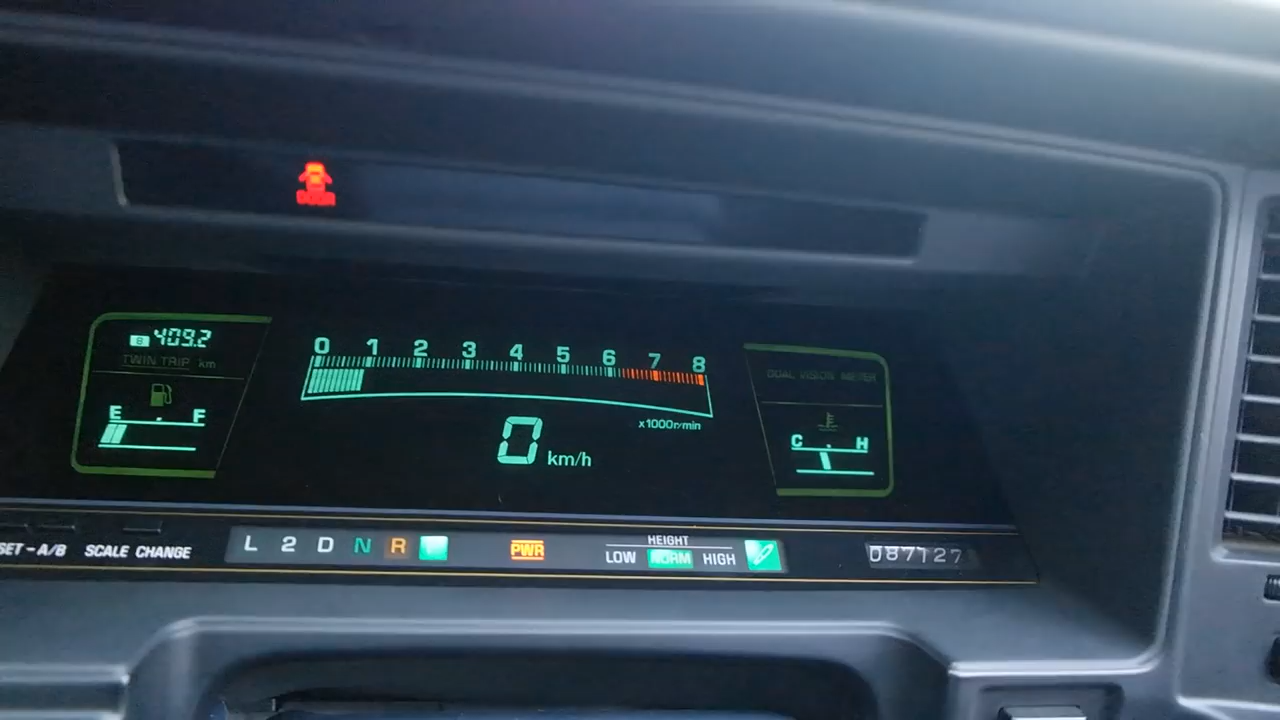 DOOR
B 409.2
TWIN TRIP km
E F
0 1 2 3 4 5 6 7 8
x1000r/min
0 km/h
DUAL VISION METER
C H
SET-A/B SCALE CHANGE
L 2 D N R
PWR
HEIGHT
LOW NORM HIGH
087127